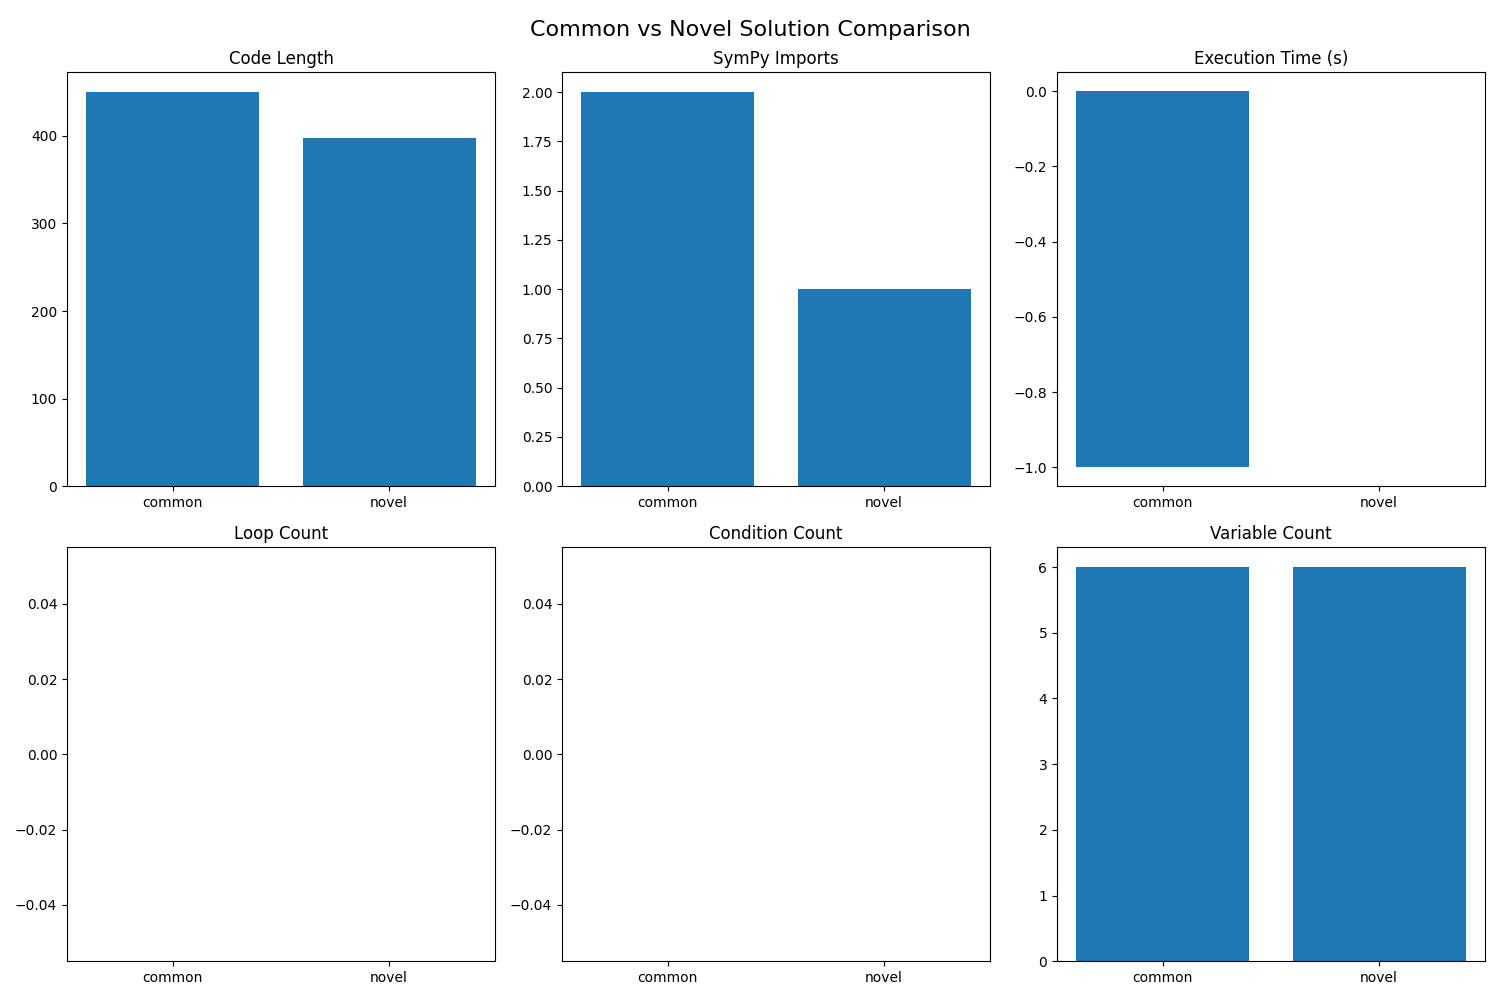 Common vs Novel Solution Comparison
Code Length
400
300
200
100
0
common novel
SymPy Imports
2.00
1.75
1.50
1.25
1.00
0.75
0.50
0.25
0.00
common novel
Execution Time (s)
0.0
−0.2
−0.4
−0.6
−0.8
−1.0
common novel
Loop Count
0.04
0.02
0.00
−0.02
−0.04
common novel
Condition Count
0.04
0.02
0.00
−0.02
−0.04
common novel
Variable Count
6
5
4
3
2
1
0
common novel